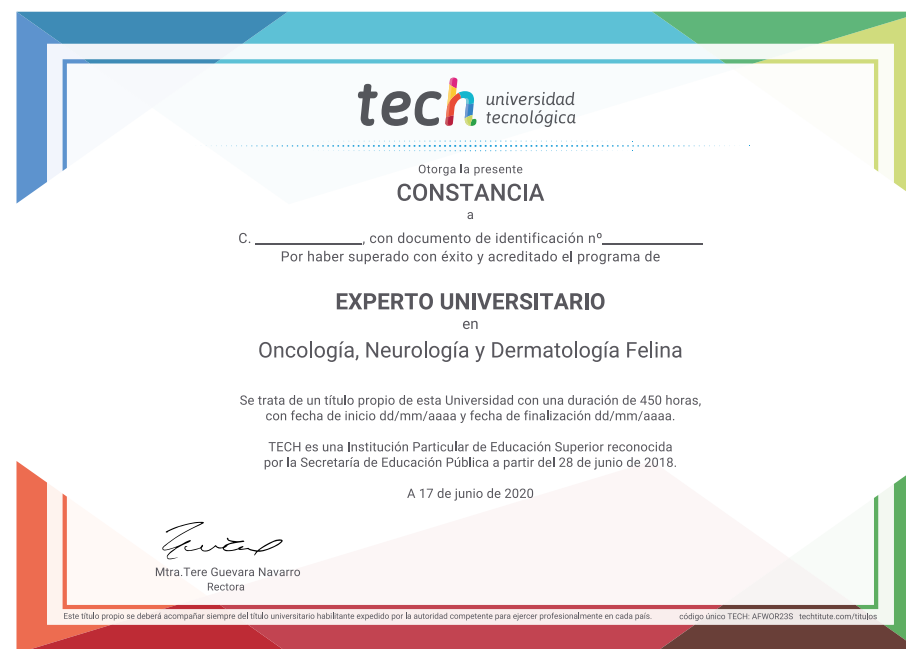 tech universidad
tecnológica
Otorga la presente
CONSTANCIA
a
C. ____________, con documento de identificación nº____________
Por haber superado con éxito y acreditado el programa de
EXPERTO UNIVERSITARIO
en
Oncología, Neurología y Dermatología Felina
Se trata de un título propio de esta Universidad con una duración de 450 horas,
con fecha de inicio dd/mm/aaaa y fecha de finalización dd/mm/aaaa.
TECH es una Institución Particular de Educación Superior reconocida
por la Secretaría de Educación Pública a partir del 28 de junio de 2018.
A 17 de junio de 2020
Mtra.Tere Guevara Navarro
Rectora
Este título propio se deberá acompañar siempre del título universitario habilitante expedido por la autoridad competente para ejercer profesionalmente en cada país. código único TECH: AFWOR23S techtitute.com/titulos